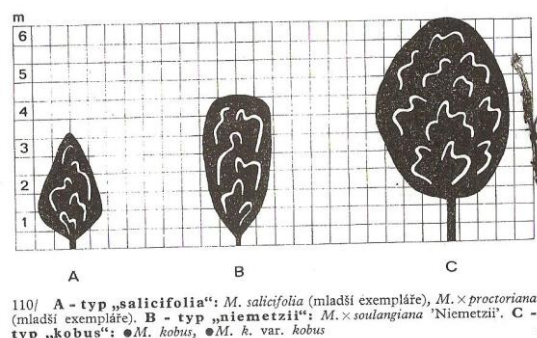 m
6
5
4
3
2
1
A
B
C
110/ A - typ „salicifolia“: M. salicifolia (mladší exempláře), M. × proctoriana
(mladší exempláře). B - typ „niemetzii“: M. × soulangiana 'Niemetzii'. C -
typ „kobus“: ●M. kobus, ●M. k. var. kobus